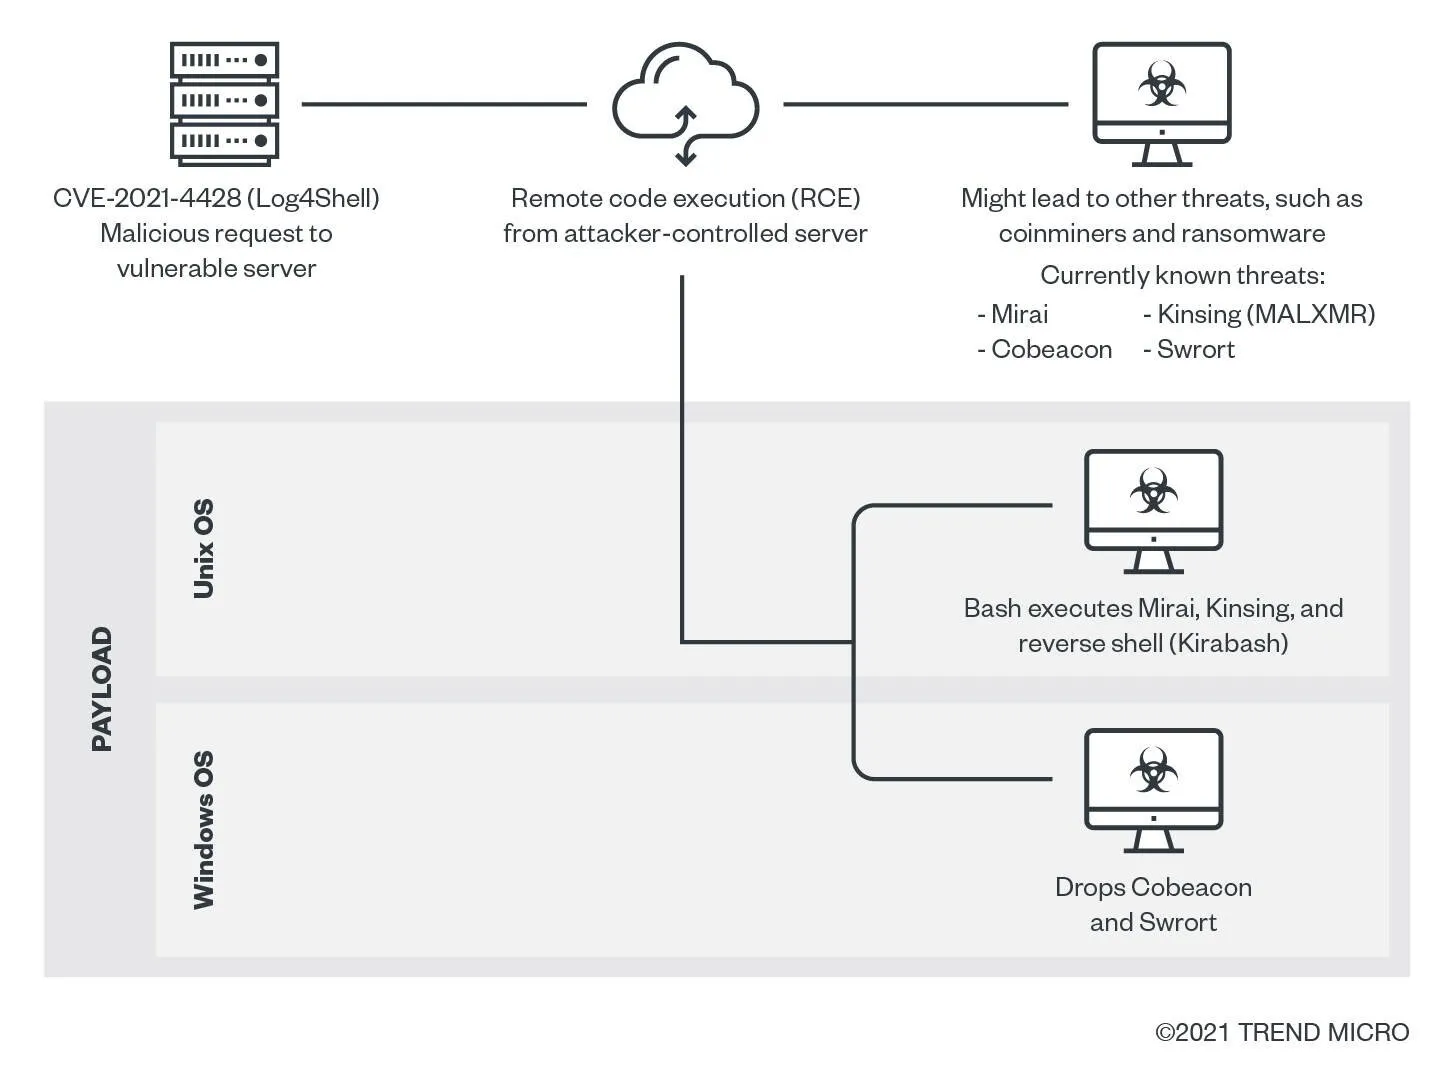 CVE-2021-4428 (Log4Shell)
Malicious request to
vulnerable server
Remote code execution (RCE)
from attacker-controlled server
Might lead to other threats, such as
coinminers and ransomware
Currently known threats:
- Mirai
- Kinsing (MALXMR)
- Cobeacon
- Swrort
PAYLOAD
Unix OS
Bash executes Mirai, Kinsing, and
reverse shell (Kirabash)
Windows OS
Drops Cobeacon
and Swrort
©2021 TREND MICRO